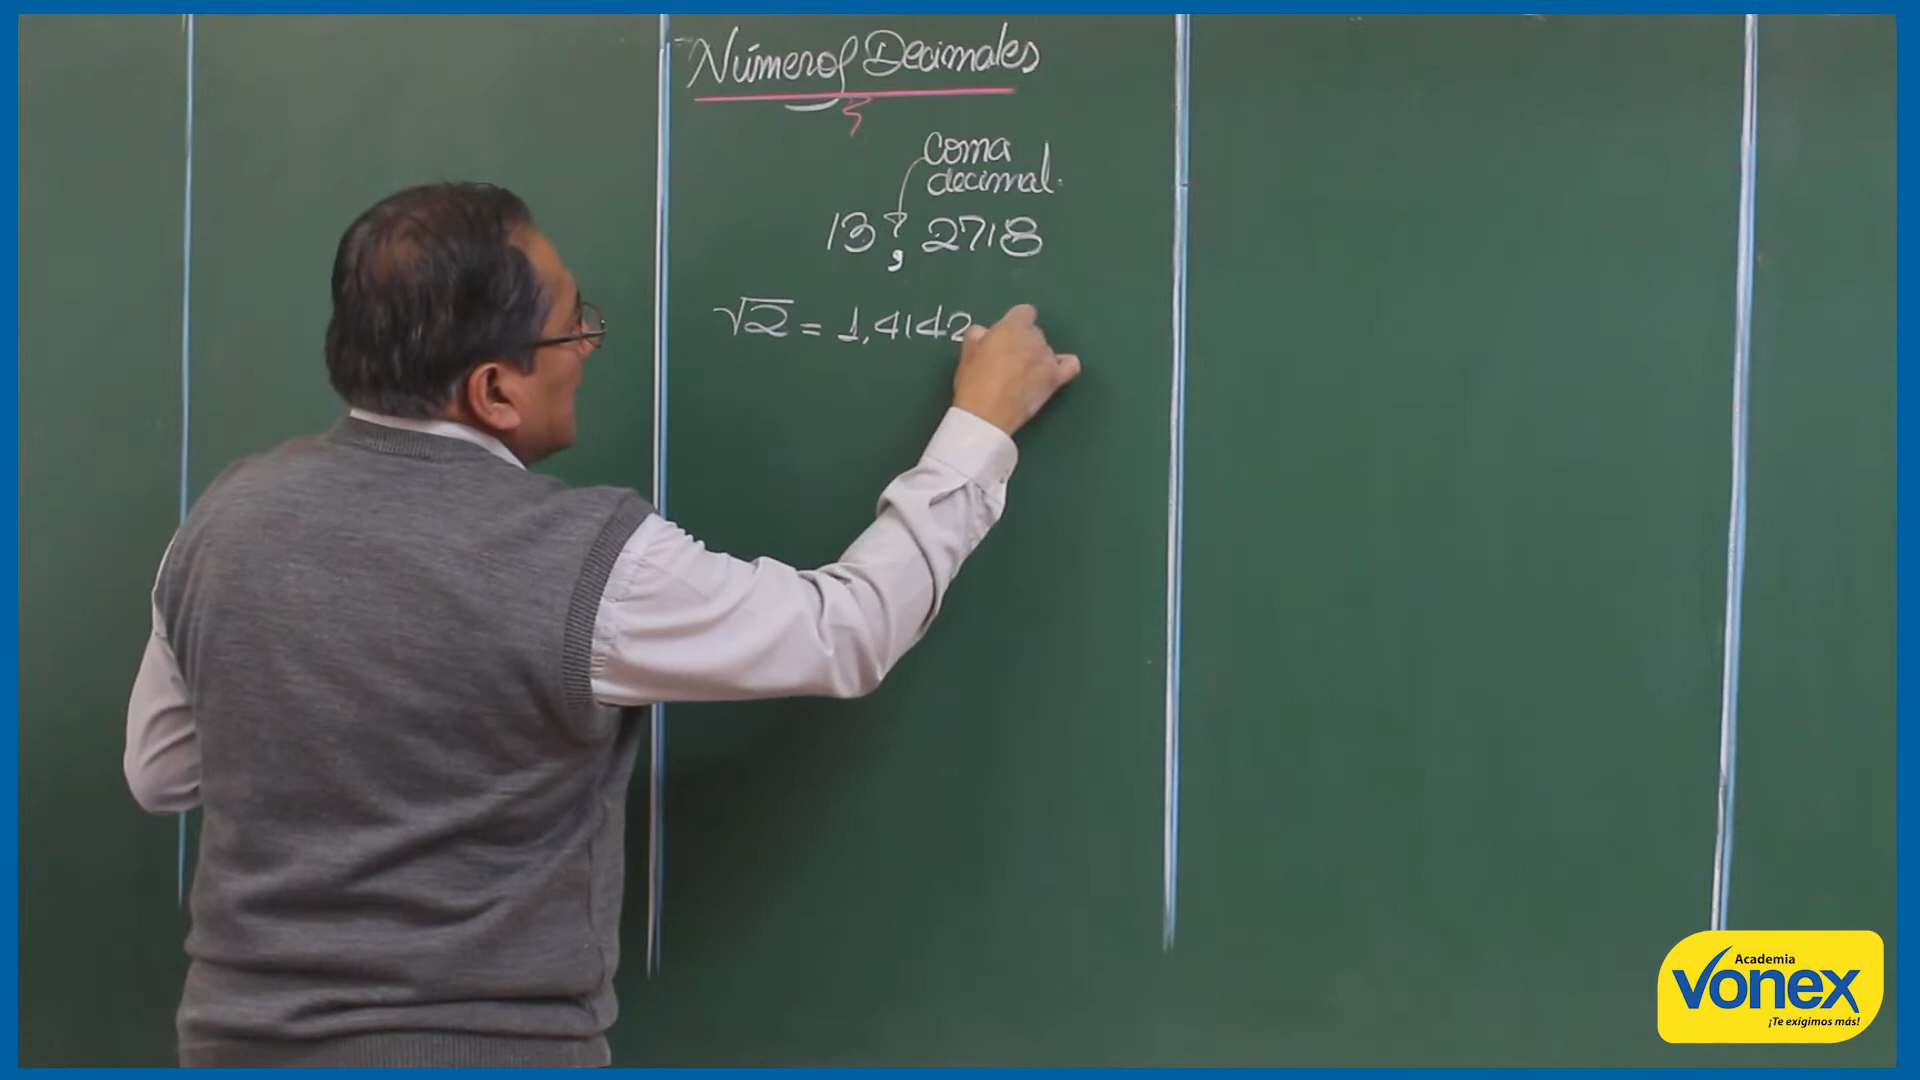 Números Decimales
coma
decimal.
13,2718
√2 = 1,4142
Academia
vonex
¡Te exigimos más!